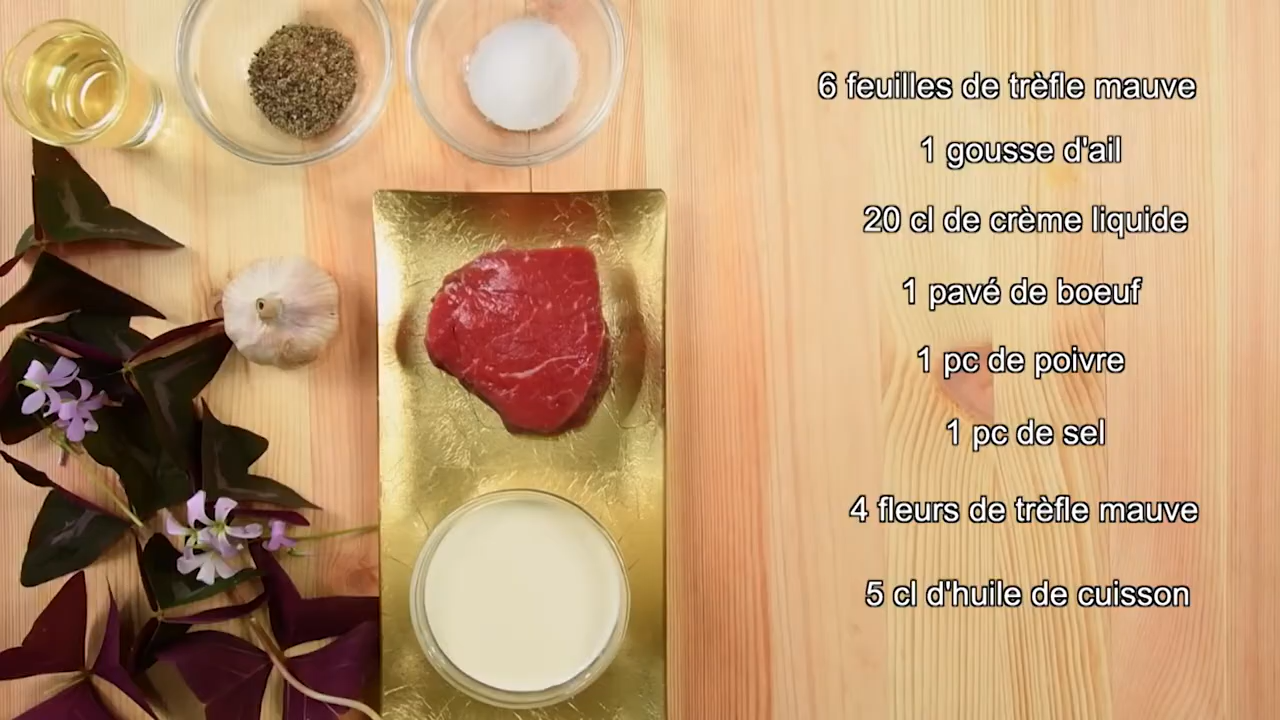 6 feuilles de trèfle mauve
1 gousse d'ail
20 cl de crème liquide
1 pavé de boeuf
1 pc de poivre
1 pc de sel
4 fleurs de trèfle mauve
5 cl d'huile de cuisson